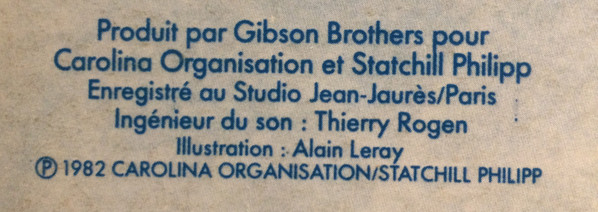 Produit par Gibson Brothers pour
Carolina Organisation et Statchill Philipp
Enregistré au Studio Jean-Jaurès/Paris
Ingénieur du son : Thierry Rogen
Illustration : Alain Leray
℗ 1982 CAROLINA ORGANISATION/STATCHILL PHILIPP